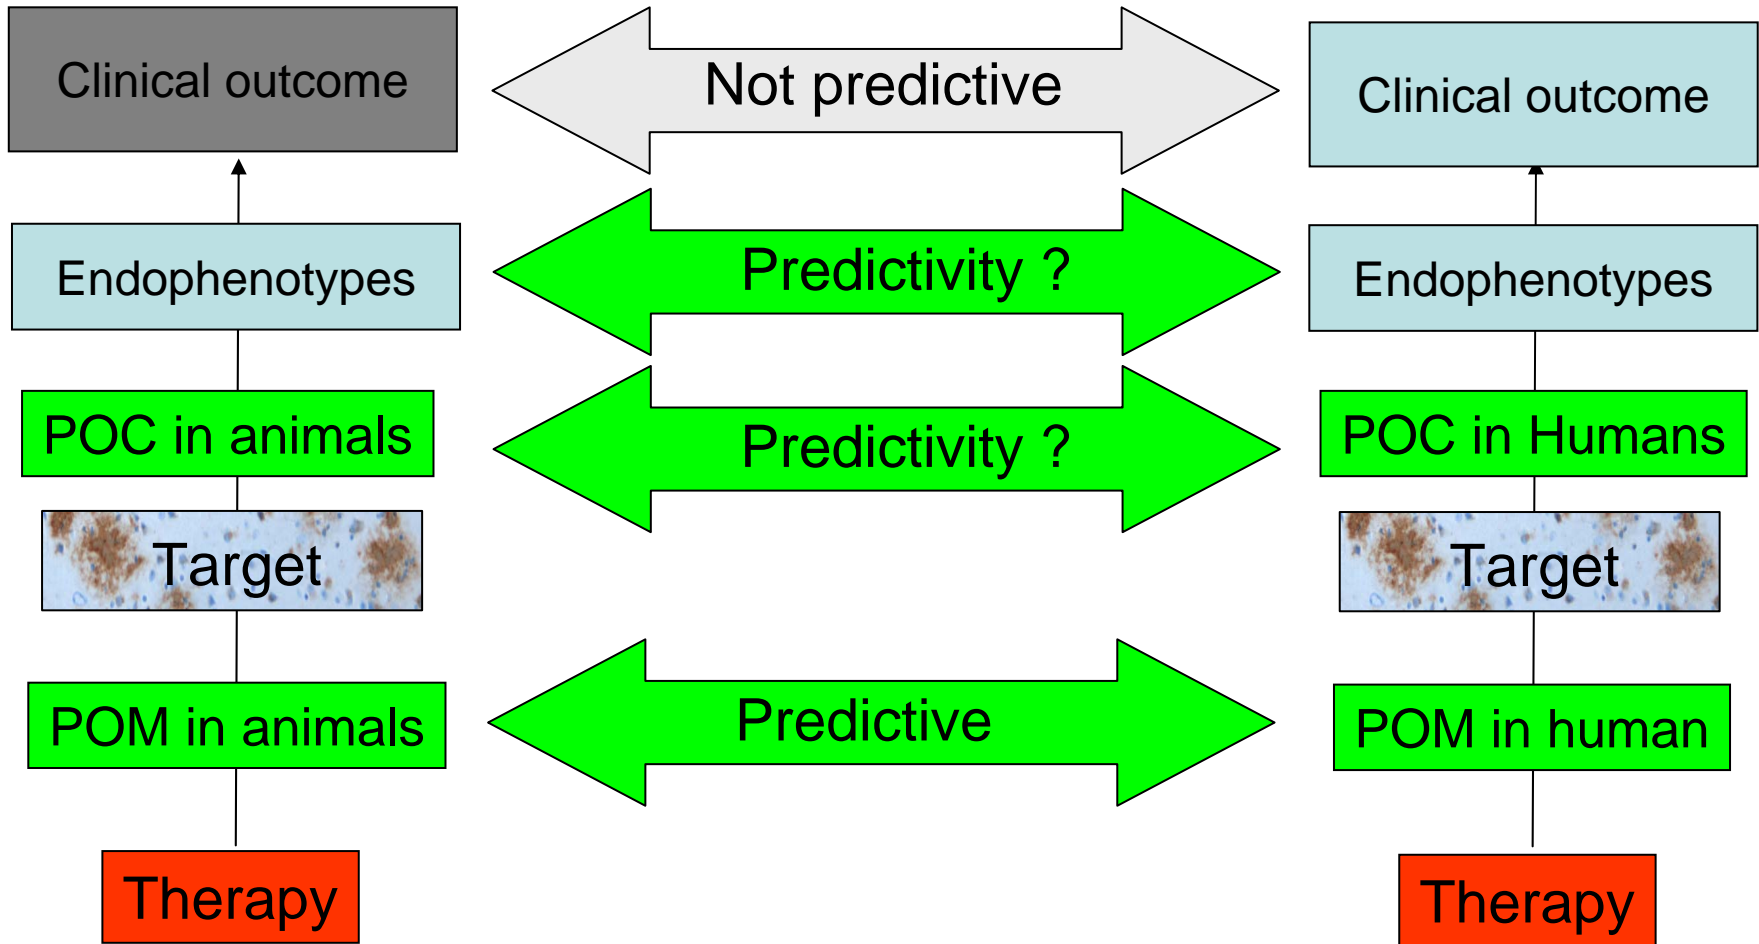 Clinical outcome
Not predictive
Clinical outcome
Endophenotypes
Predictivity ?
Endophenotypes
POC in animals
Predictivity ?
POC in Humans
Target
Target
POM in animals
Predictive
POM in human
Therapy
Therapy